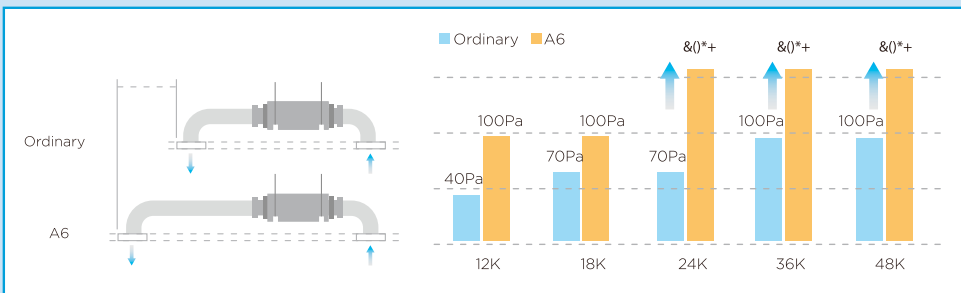 Ordinary A6
&()*+ &()*+ &()*+
100Pa 100Pa 100Pa 100Pa
70Pa 70Pa
40Pa
12K 18K 24K 36K 48K
Ordinary
A6